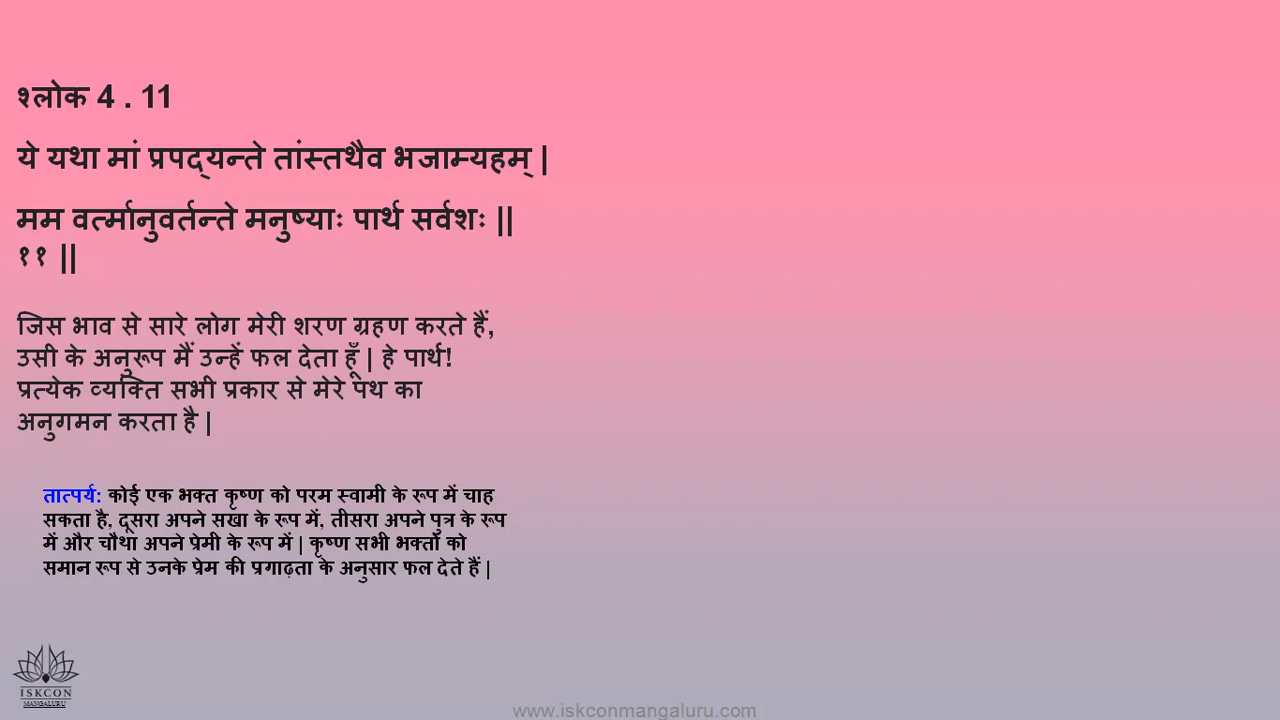 श्लोक 4 . 11
ये यथा मां प्रपद्यन्ते तांस्तथैव भजाम्यहम् |
मम वर्त्मानुवर्तन्ते मनुष्याः पार्थ सर्वशः ||
११ ||
जिस भाव से सारे लोग मेरी शरण ग्रहण करते हैं,
उसी के अनुरूप मैं उन्हें फल देता हूँ | हे पार्थ!
प्रत्येक व्यक्ति सभी प्रकार से मेरे पथ का
अनुगमन करता है |
तात्पर्य: कोई एक भक्त कृष्ण को परम स्वामी के रूप में चाह
सकता है, दूसरा अपने सखा के रूप में, तीसरा अपने पुत्र के रूप
में और चौथा अपने प्रेमी के रूप में | कृष्ण सभी भक्तों को
समान रूप से उनके प्रेम की प्रगाढ़ता के अनुसार फल देते हैं |
ISKCON
MANGALURU
www.iskconmangaluru.com